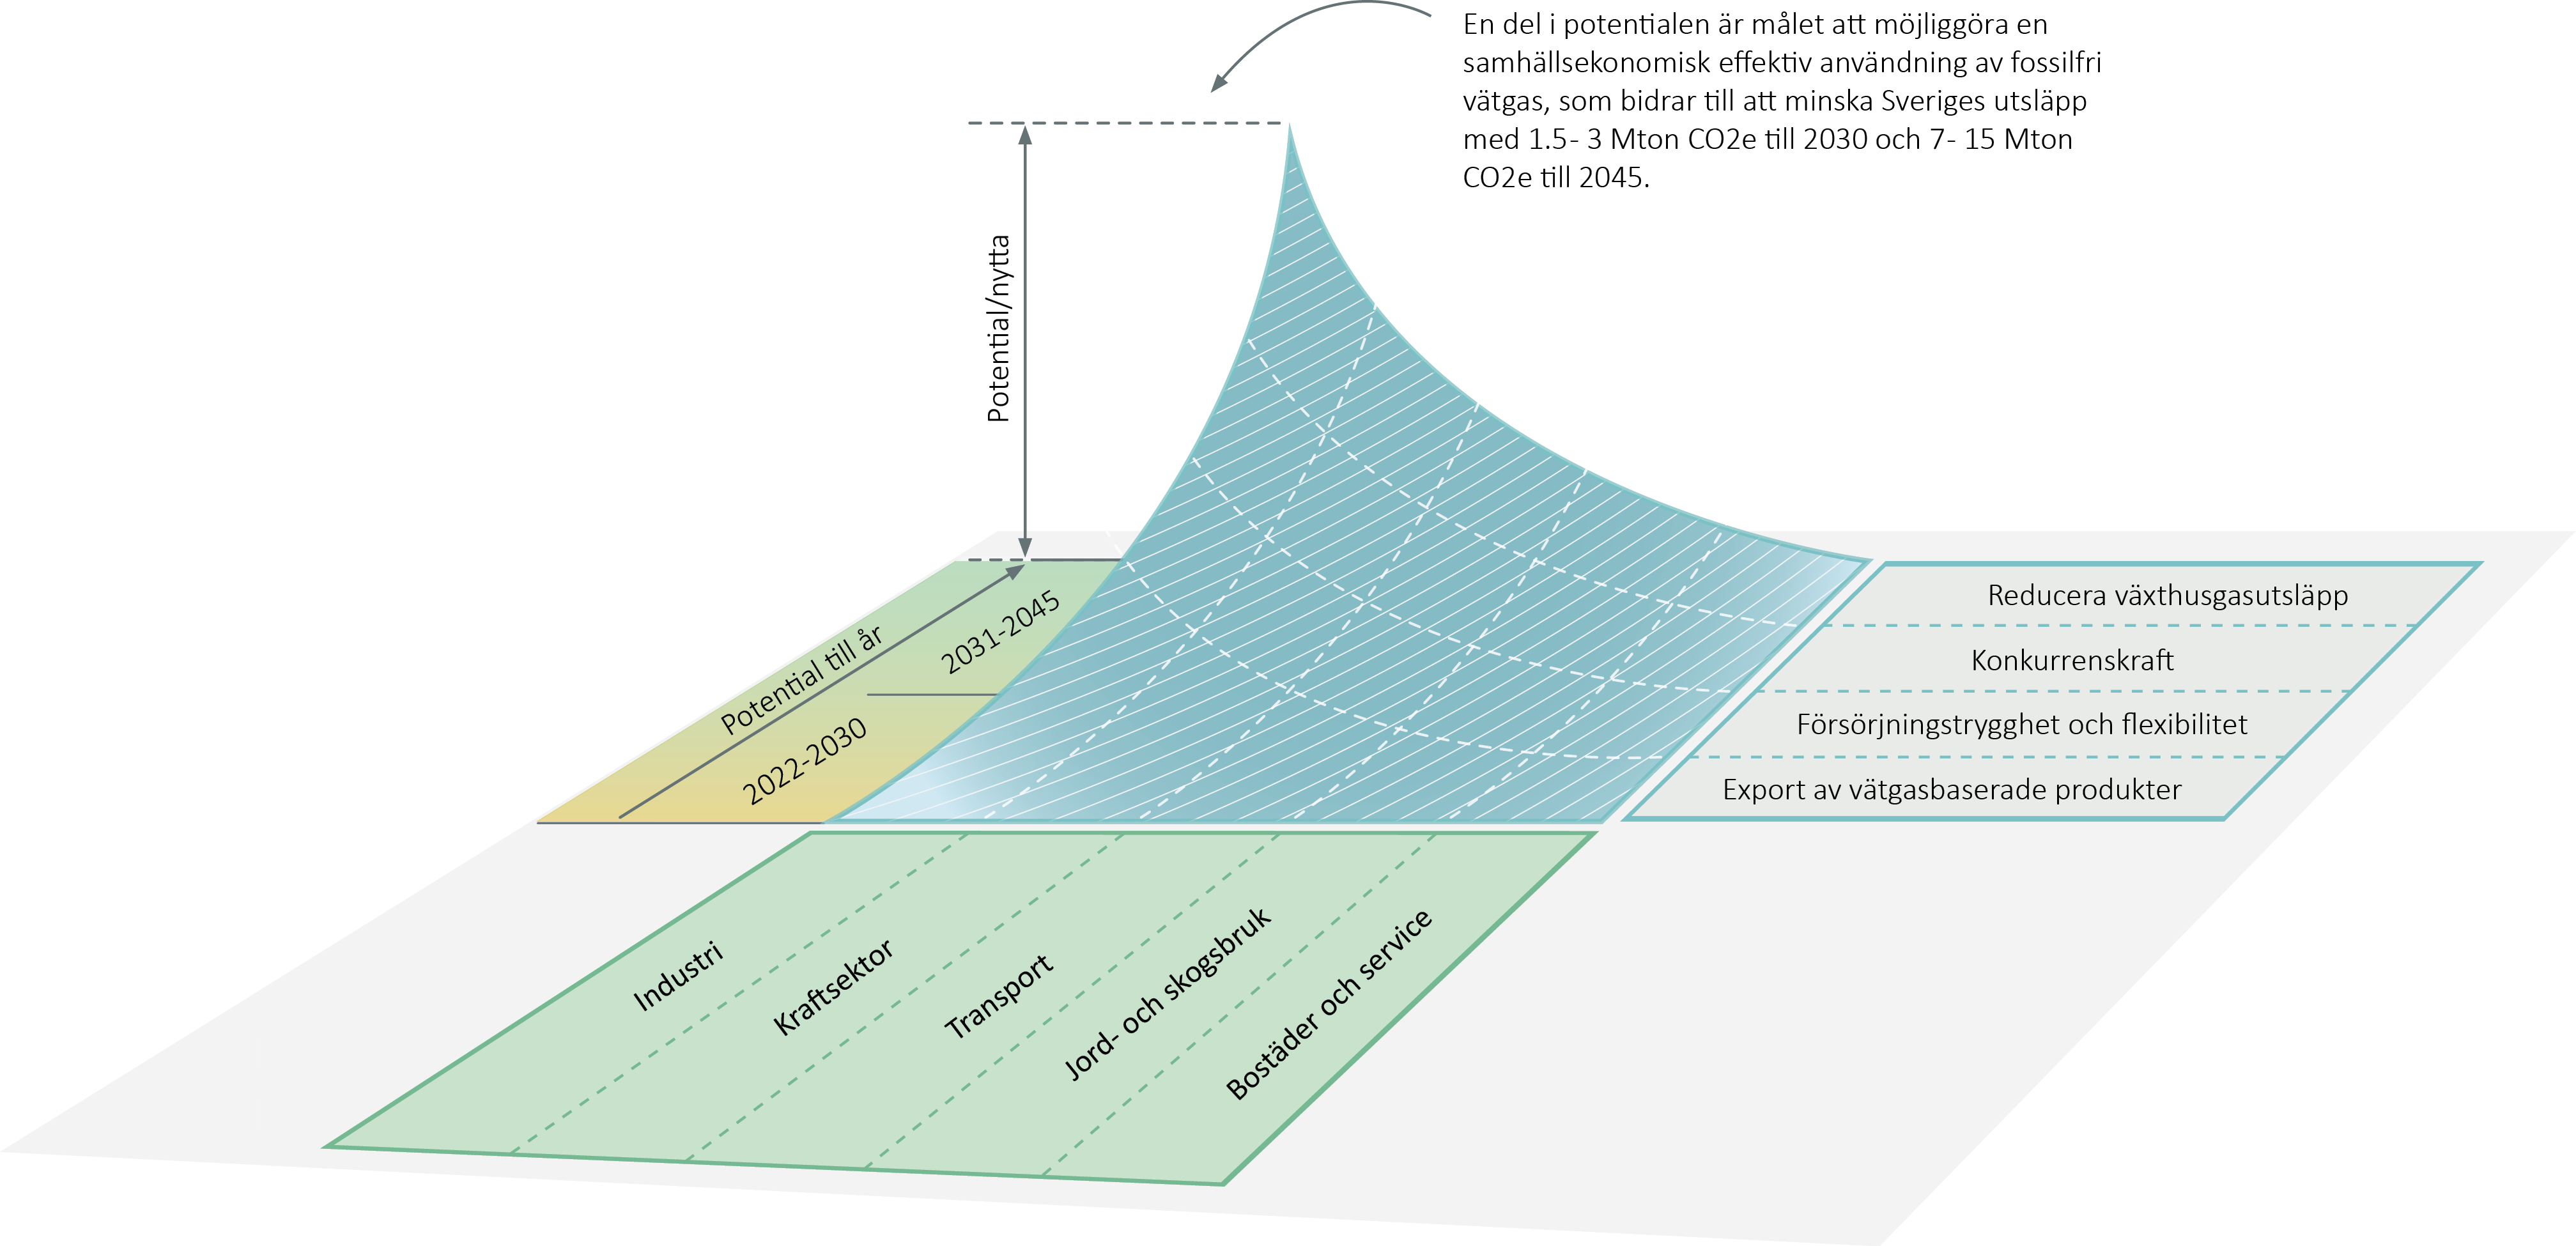 En del i potentialen är målet att möjliggöra en
samhällsekonomisk effektiv användning av fossilfri
vätgas, som bidrar till att minska Sveriges utsläpp
med 1.5- 3 Mton CO2e till 2030 och 7- 15 Mton
CO2e till 2045.
Potential/nytta
Potential till år
2031-2045
2022-2030
Reducera växthusgasutsläpp
Konkurrenskraft
Försörjningstrygghet och flexibilitet
Export av vätgasbaserade produkter
Industri
Kraftsektor
Transport
Jord- och skogsbruk
Bostäder och service